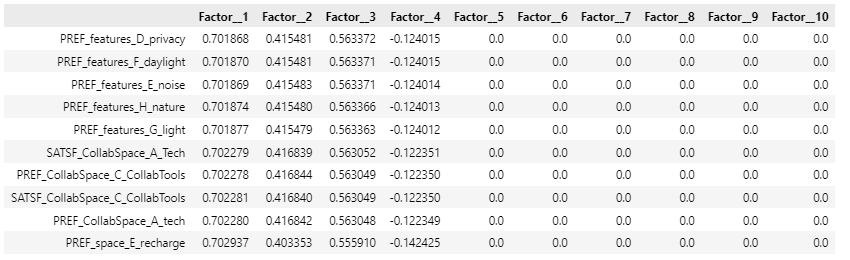 Factor__1 Factor__2 Factor__3 Factor__4 Factor__5 Factor__6 Factor__7 Factor__8 Factor__9 Factor__10
PREF_features_D_privacy 0.701868 0.415481 0.563372 -0.124015 0.0 0.0 0.0 0.0 0.0 0.0
PREF_features_F_daylight 0.701870 0.415481 0.563371 -0.124015 0.0 0.0 0.0 0.0 0.0 0.0
PREF_features_E_noise 0.701869 0.415483 0.563371 -0.124014 0.0 0.0 0.0 0.0 0.0 0.0
PREF_features_H_nature 0.701874 0.415480 0.563366 -0.124013 0.0 0.0 0.0 0.0 0.0 0.0
PREF_features_G_light 0.701877 0.415479 0.563363 -0.124012 0.0 0.0 0.0 0.0 0.0 0.0
SATSF_CollabSpace_A_Tech 0.702279 0.416839 0.563052 -0.122351 0.0 0.0 0.0 0.0 0.0 0.0
PREF_CollabSpace_C_CollabTools 0.702278 0.416844 0.563049 -0.122350 0.0 0.0 0.0 0.0 0.0 0.0
SATSF_CollabSpace_C_CollabTools 0.702281 0.416840 0.563049 -0.122350 0.0 0.0 0.0 0.0 0.0 0.0
PREF_CollabSpace_A_tech 0.702280 0.416842 0.563048 -0.122349 0.0 0.0 0.0 0.0 0.0 0.0
PREF_space_E_recharge 0.702937 0.403353 0.555910 -0.142425 0.0 0.0 0.0 0.0 0.0 0.0